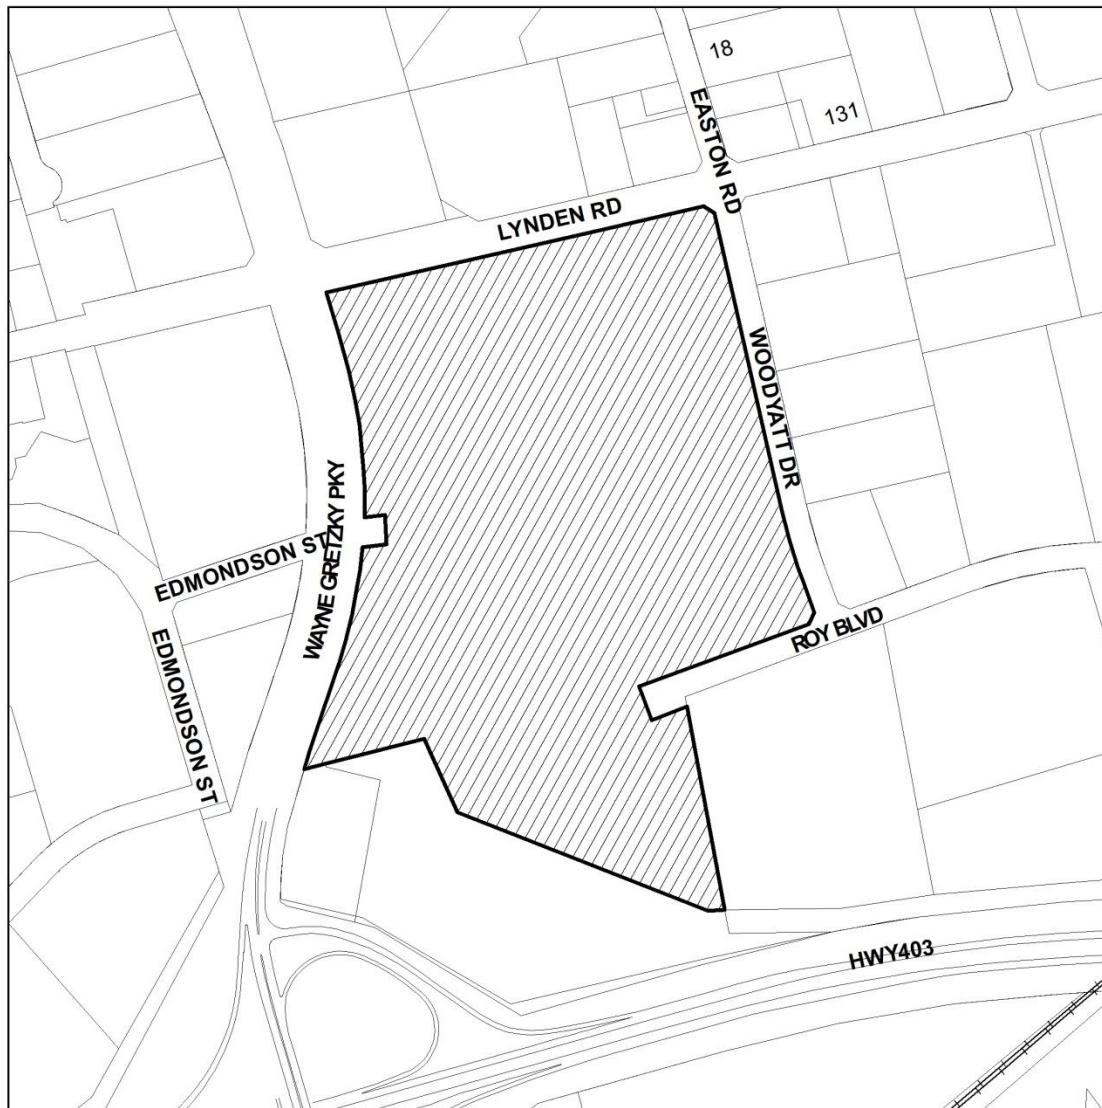 18
131
EASTON RD
LYNDEN RD
WOODYATT DR
WAYNE GRETZKY PKY
EDMONDSON ST
EDMONDSON ST
ROY BLVD
HWY403